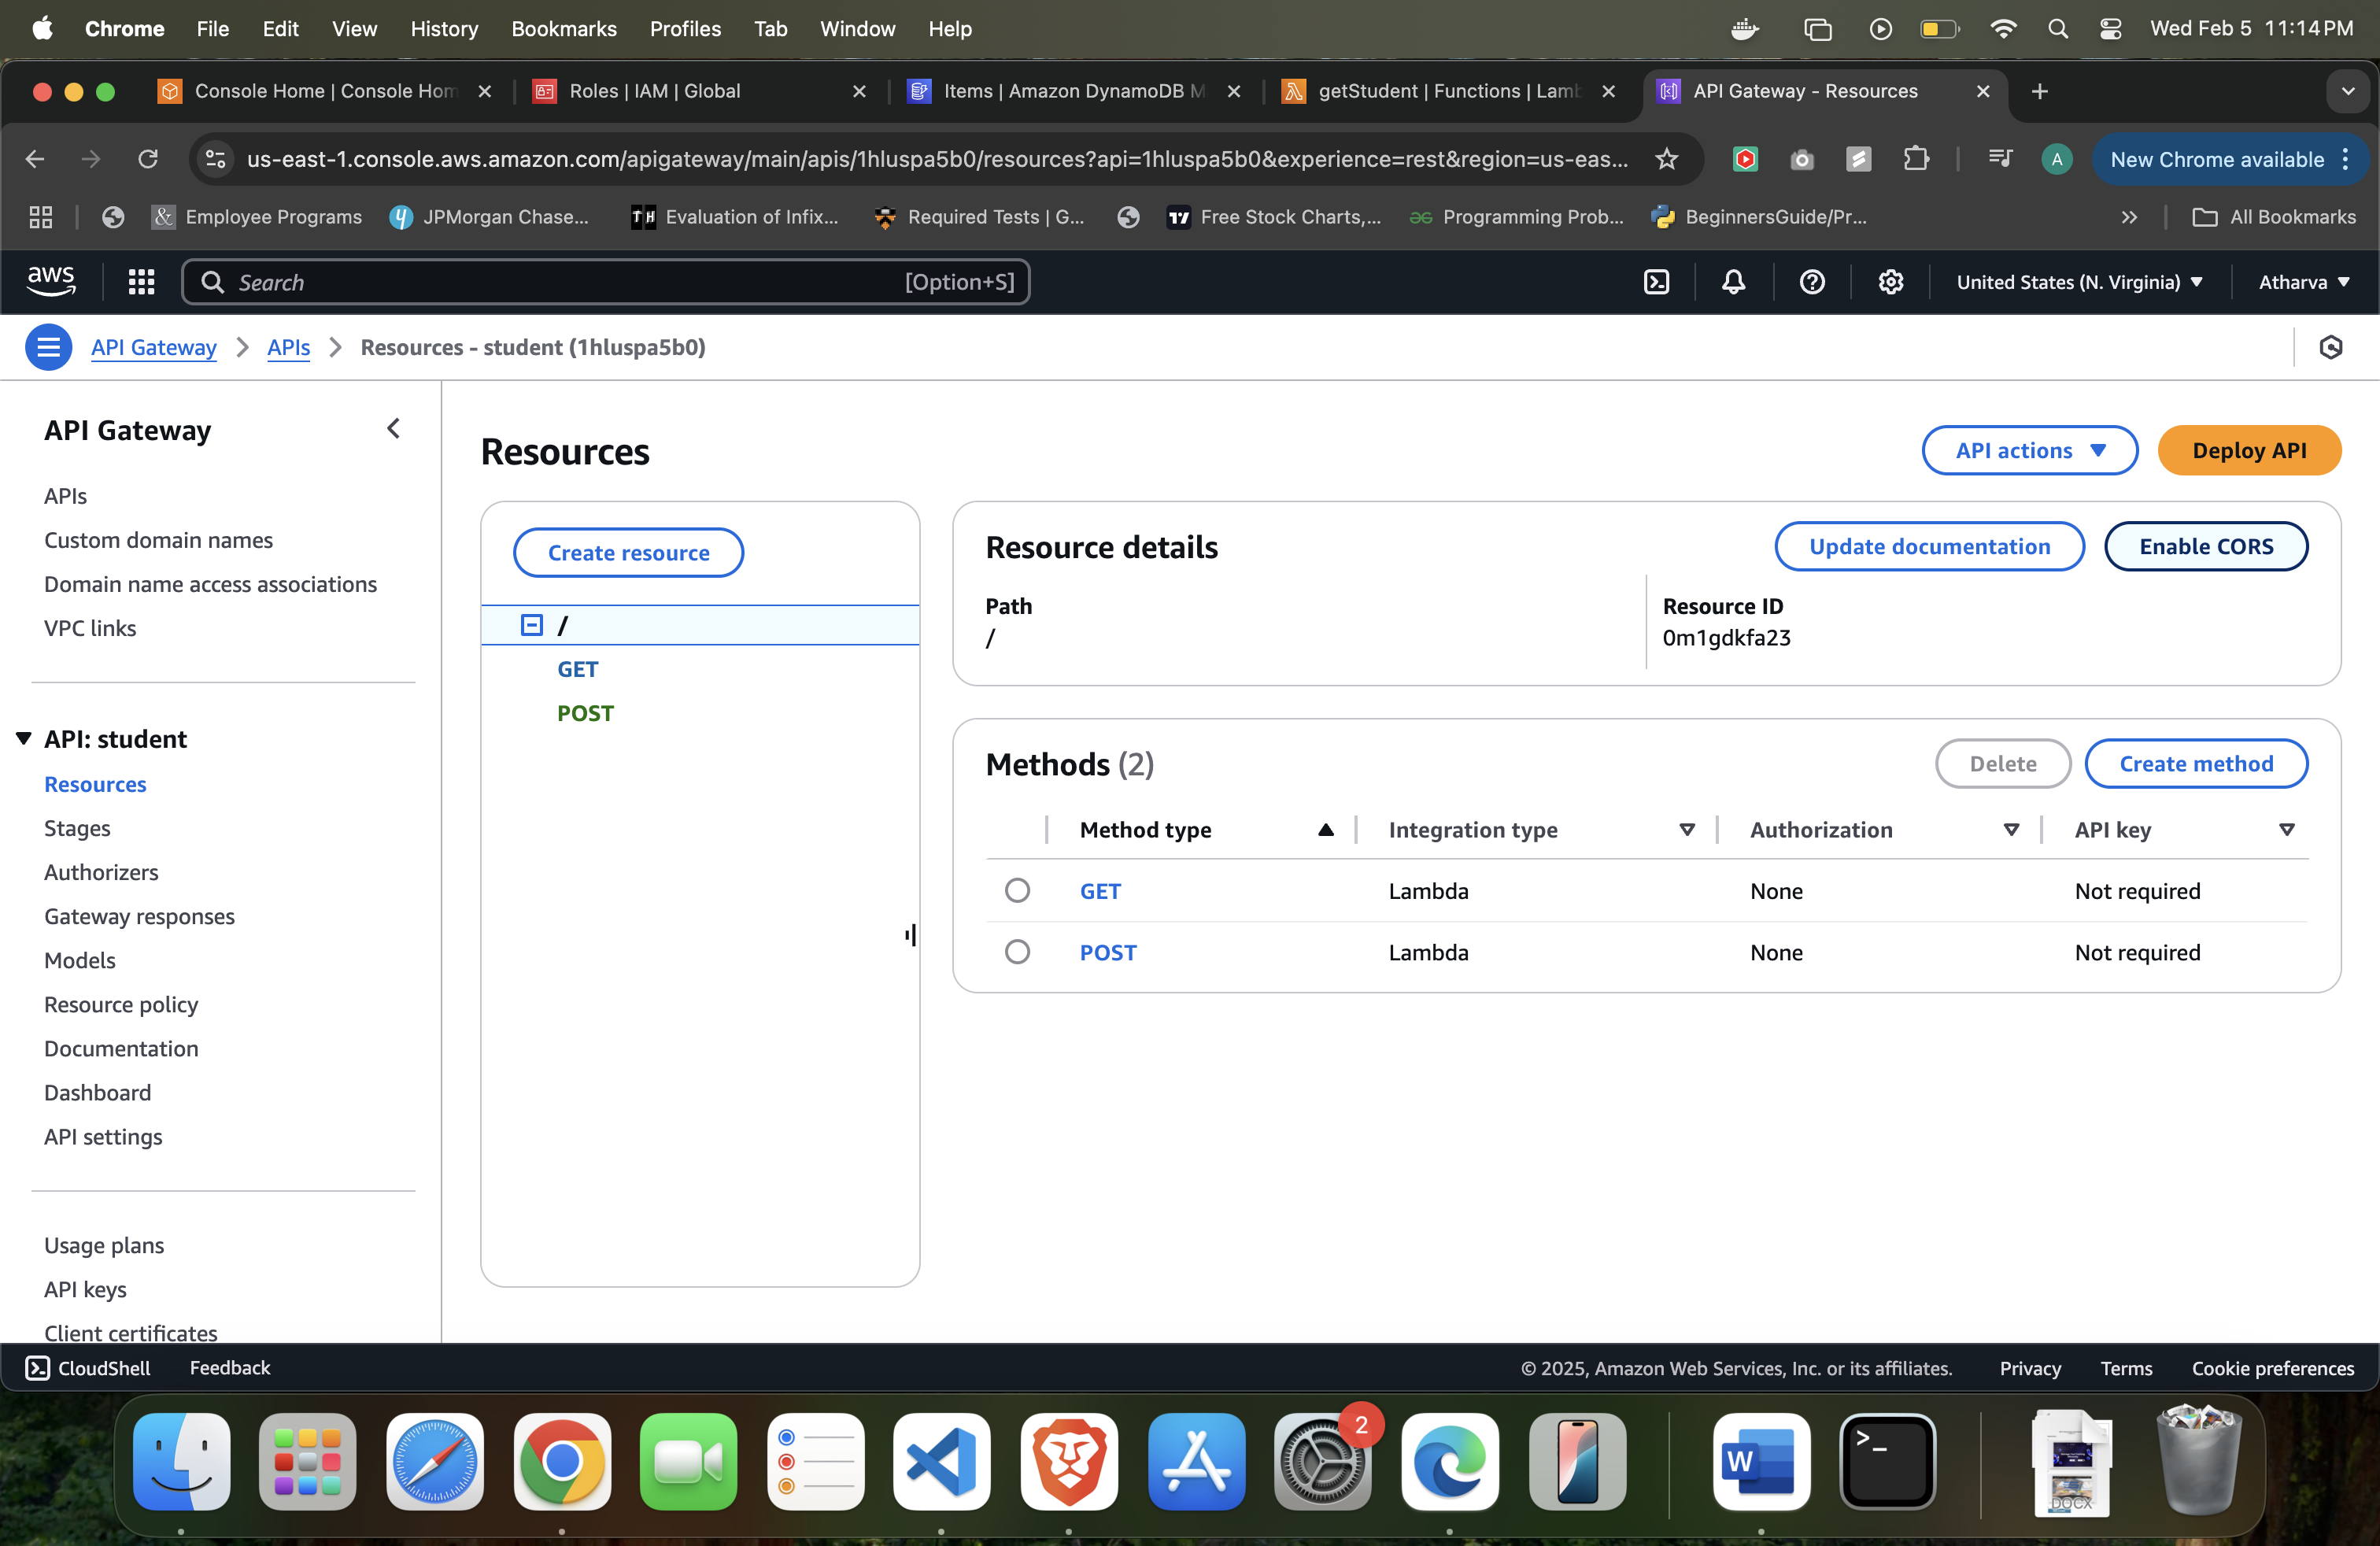 Chrome File Edit View History Bookmarks Profiles Tab Window Help Wed Feb 5 11:14 PM
Console Home | Console Hom Roles | IAM | Global Items | Amazon DynamoDB M getStudent | Functions | Lamb API Gateway - Resources
us-east-1.console.aws.amazon.com/apigateway/main/apis/1hluspa5b0/resources?api=1hluspa5b0&experience=rest&region=us-eas... A New Chrome available
& Employee Programs JPMorgan Chase... TH Evaluation of Infix... Required Tests | G... Free Stock Charts,... Programming Prob... BeginnersGuide/Pr... All Bookmarks
aws Search [Option+S] United States (N. Virginia) Atharva
API Gateway APIs Resources - student (1hluspa5b0)
API Gateway
APIs
Custom domain names
Domain name access associations
VPC links
API: student
Resources
Stages
Authorizers
Gateway responses
Models
Resource policy
Documentation
Dashboard
API settings
Usage plans
API keys
Client certificates
Resources
API actions Deploy API
Create resource
/
GET
POST
Resource details
Update documentation Enable CORS
Path
/
Resource ID
0m1gdkfa23
Methods (2)
Delete Create method
Method type Integration type Authorization API key
GET Lambda None Not required
POST Lambda None Not required
CloudShell Feedback © 2025, Amazon Web Services, Inc. or its affiliates. Privacy Terms Cookie preferences
2
W
>_
DOCX